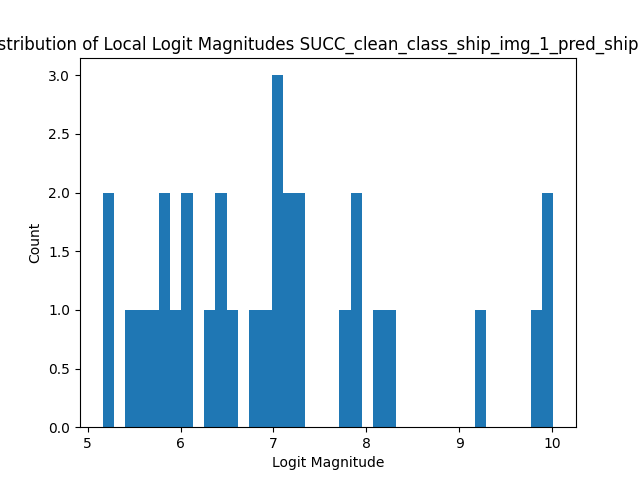 stribution of Local Logit Magnitudes SUCC_clean_class_ship_img_1_pred_ship
3.0
2.5
2.0
1.5
1.0
0.5
0.0
Count
5 6 7 8 9 10
Logit Magnitude